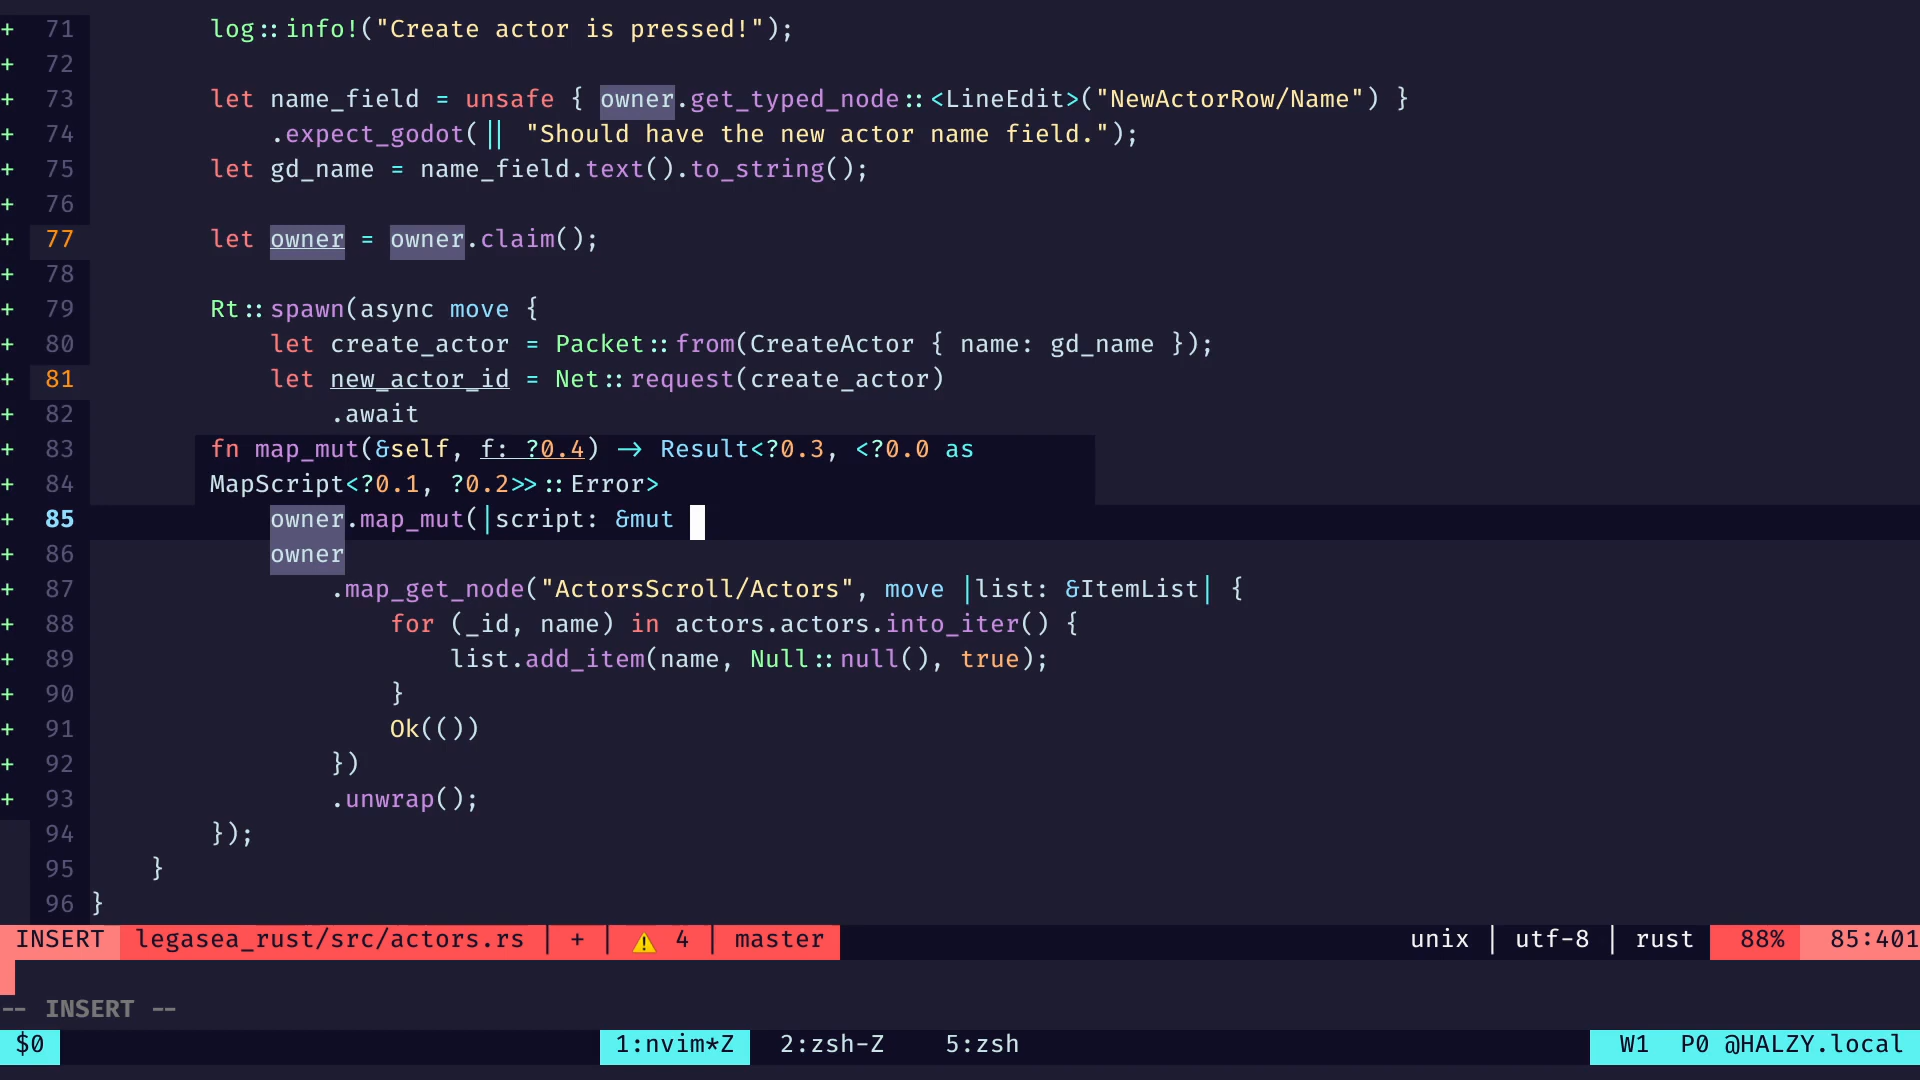 + 71         log::info!("Create actor is pressed!");
+ 72
+ 73         let name_field = unsafe { owner.get_typed_node::<LineEdit>("NewActorRow/Name") }
+ 74             .expect_godot(|| "Should have the new actor name field.");
+ 75         let gd_name = name_field.text().to_string();
+ 76
+ 77         let owner = owner.claim();
+ 78
+ 79         Rt::spawn(async move {
+ 80             let create_actor = Packet::from(CreateActor { name: gd_name });
+ 81             let new_actor_id = Net::request(create_actor)
+ 82                 .await
+ 83         fn map_mut(&self, f: ?0.4) -> Result<?0.3, <?0.0 as
+ 84         MapScript<?0.1, ?0.2>>::Error>
+ 85             owner.map_mut(|script: &mut
+ 86             owner
+ 87                 .map_get_node("ActorsScroll/Actors", move |list: &ItemList| {
+ 88                     for (_id, name) in actors.actors.into_iter() {
+ 89                         list.add_item(name, Null::null(), true);
+ 90                     }
+ 91                     Ok(())
+ 92                 })
+ 93                 .unwrap();
94         });
95     }
96 }
INSERT legasea_rust/src/actors.rs | + | ⚠ 4 | master unix | utf-8 | rust 88% 85:401
-- INSERT --
$0 1:nvim*Z 2:zsh-Z 5:zsh W1 P0 @HALZY.local